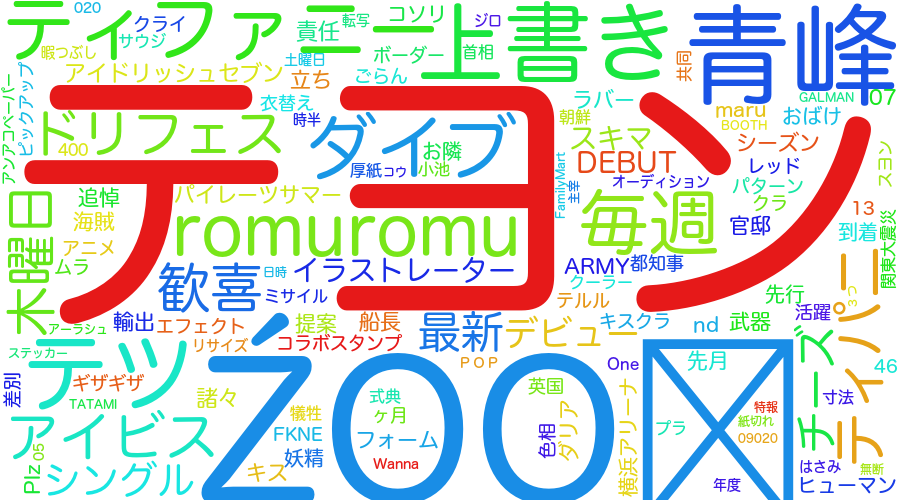 020
ティファニー
クライ
サウジ
暇つぶし
責任
転写
コソリ
ジロ
上書き
青峰
首相
ボーダー
土曜日
立ち
ごらん
アイドリッシュセブン
共同
アンアコペーパー
ピックアップ
衣替え
時半
テヨン
ドリフェス
400
ダイブ
お隣
小池
厚紙
コゥ
ラバー
朝鮮
スキマ
DEBUT
maru
BOOTH
GALMAN
07
おばけ
シーズン
レッド
オーディション
FamilyMart
主宰
パターン
クラ
スヨン
木曜日
追悼
海賊
アニメ
ムラ
パイレーツサマー
romuromu
毎週
官邸
13
到着
関東大震災
歓喜
日時
イラストレーター
ミサイル
ARMY
都知事
クーラー
テルル
先行
活躍
ティパーパー
アーラシュ
輸出
エフェクト
リサイズ
提案
船長
コラボスタンプ
最新
デビュー
キスクラ
nd
武器
POP
ステッカー
テツ
ギザギザ
TATAMI
差別
諸々
ŹOOĽ
One
先月
チーズ
46
寸法
アイビス
犠牲
FKNE
妖精
キス
式典
ヶ月
フォーム
Wanna
英国
色相
ダリア
横浜アリーナ
プラ
特報
紙切れ
09020
年度
Plz
05
シングル
はさみ
無断
ヒューマン